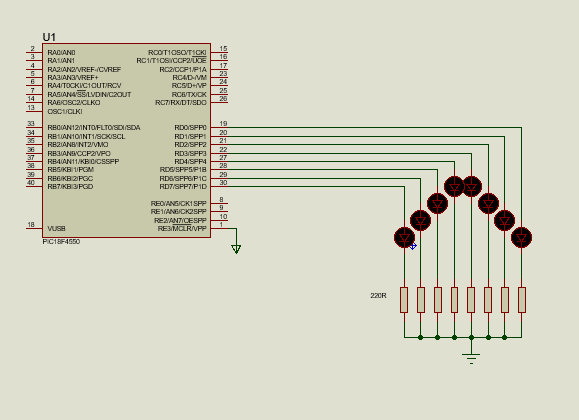 U1
2 RA0/AN0 RC0/T1OSO/T1CKI 15
3 RA1/AN1 RC1/T1OSI/CCP2/UOE 16
4 RA2/AN2/VREF-/CVREF RC2/CCP1/P1A 17
5 RA3/AN3/VREF+ RC4/D-/VM 23
6 RA4/T0CKI/C1OUT/RCV RC5/D+/VP 24
7 RA5/AN4/SS/LVDIN/C2OUT RC6/TX/CK 25
14 RA6/OSC2/CLKO RC7/RX/DT/SDO 26
13 OSC1/CLKI
33 RB0/AN12/INT0/FLT0/SDI/SDA RD0/SPP0 19
34 RB1/AN10/INT1/SCK/SCL RD1/SPP1 20
35 RB2/AN8/INT2/VMO RD2/SPP2 21
36 RB3/AN9/CCP2/VPO RD3/SPP3 22
37 RB4/AN11/KBI0/CSSPP RD4/SPP4 27
38 RB5/KBI1/PGM RD5/SPP5/P1B 28
39 RB6/KBI2/PGC RD6/SPP6/P1C 29
40 RB7/KBI3/PGD RD7/SPP7/P1D 30
RE0/AN5/CK1SPP 8
RE1/AN6/CK2SPP 9
RE2/AN7/OESPP 10
18 VUSB RE3/MCLR/VPP 1
PIC18F4550
220R